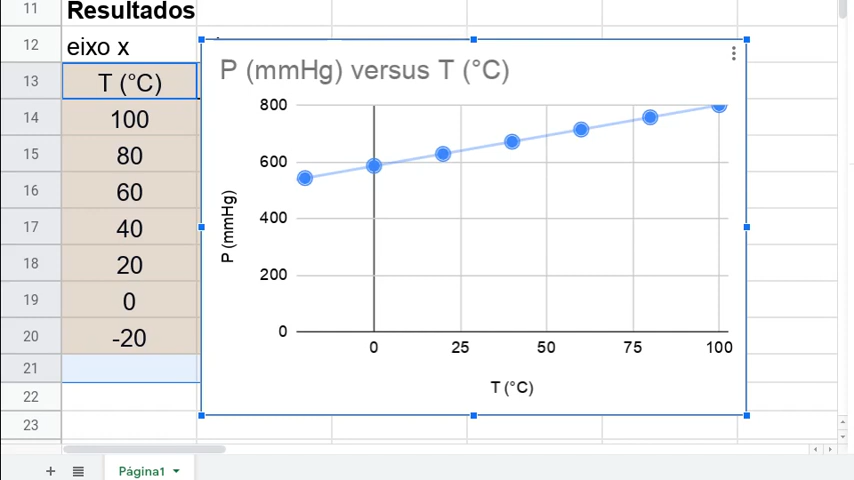 11 Resultados
12 eixo x
13 T (°C)
14 100
15 80
16 60
17 40
18 20
19 0
20 -20
21
22
23
P (mmHg) versus T (°C)
800
600
400
200
0
P (mmHg)
0 25 50 75 100
T (°C)
Página1